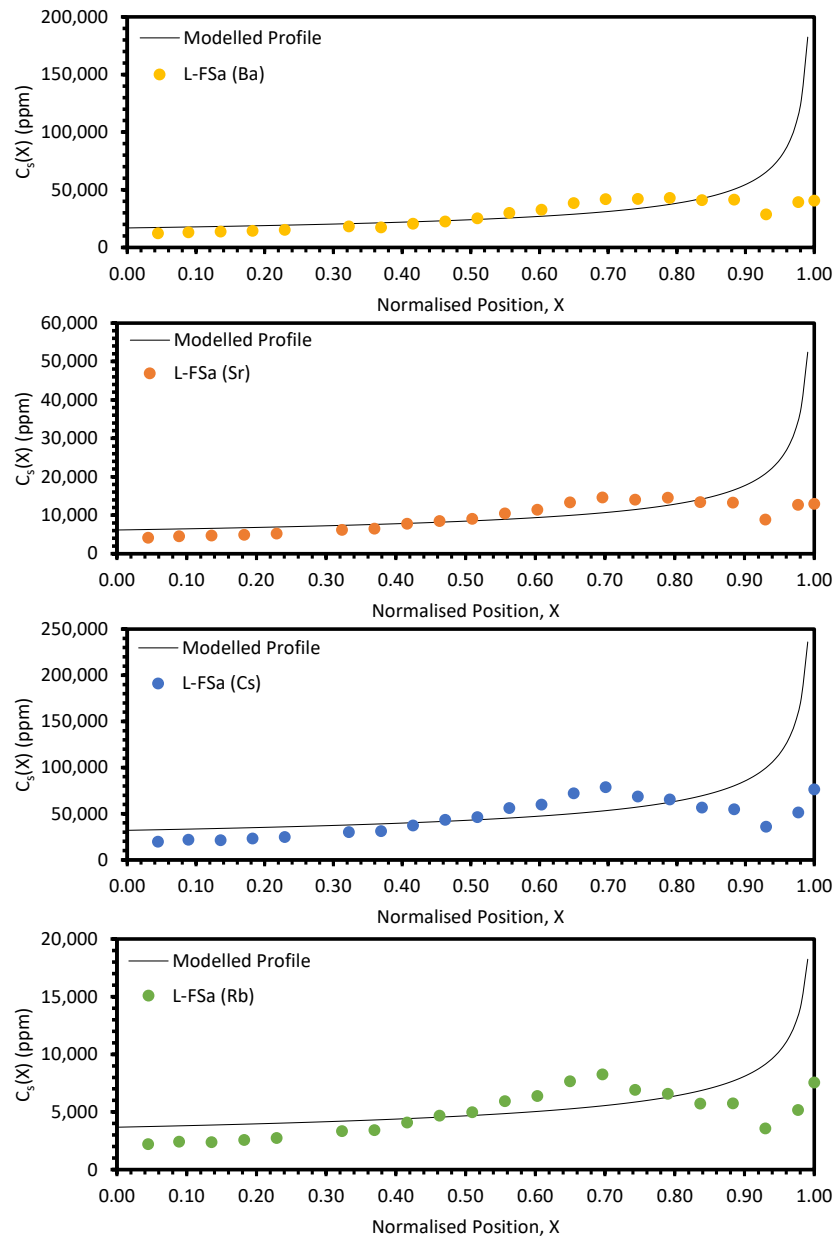 200,000
Modelled Profile
L-FSa (Ba)
150,000
100,000
50,000
0
Cs(X) (ppm)
0.00 0.10 0.20 0.30 0.40 0.50 0.60 0.70 0.80 0.90 1.00
Normalised Position, X
60,000
Modelled Profile
50,000
L-FSa (Sr)
40,000
30,000
20,000
10,000
0
Cs(X) (ppm)
0.00 0.10 0.20 0.30 0.40 0.50 0.60 0.70 0.80 0.90 1.00
Normalised Position, X
250,000
Modelled Profile
200,000
L-FSa (Cs)
150,000
100,000
50,000
0
Cs(X) (ppm)
0.00 0.10 0.20 0.30 0.40 0.50 0.60 0.70 0.80 0.90 1.00
Normalised Position, X
20,000
Modelled Profile
15,000
L-FSa (Rb)
10,000
5,000
0
Cs(X) (ppm)
0.00 0.10 0.20 0.30 0.40 0.50 0.60 0.70 0.80 0.90 1.00
Normalised Position, X